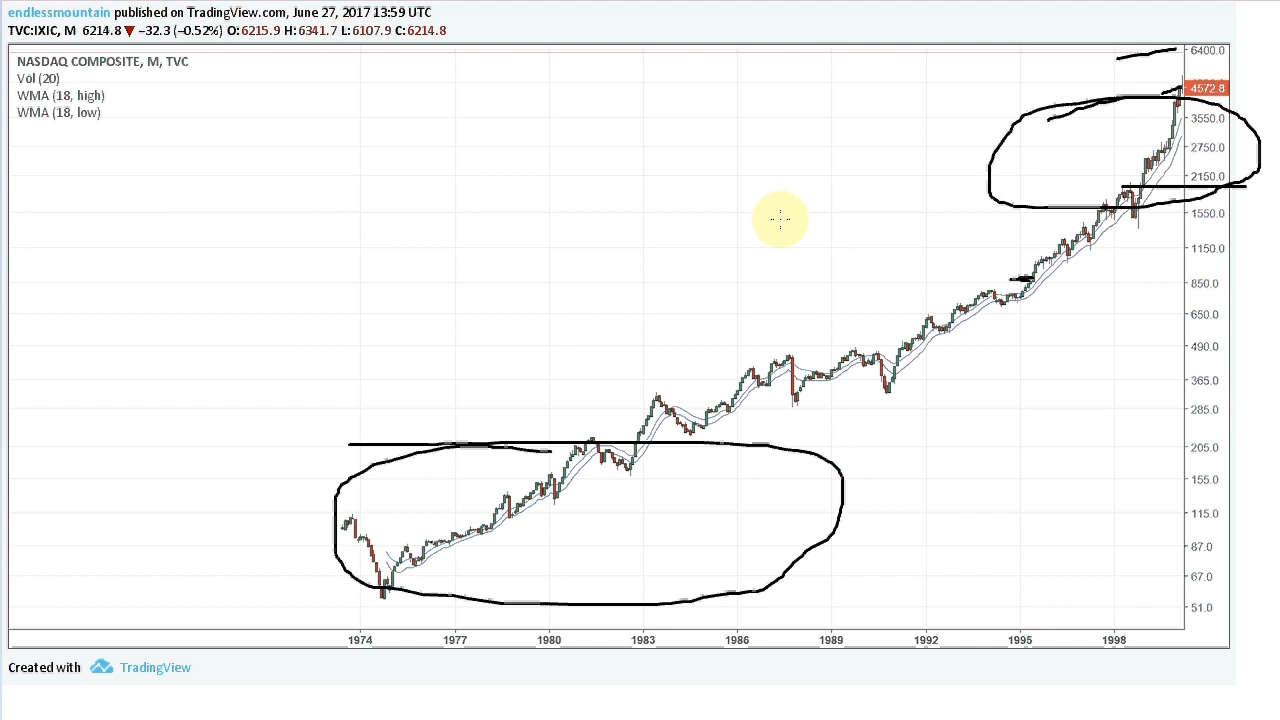 endlessmountain published on TradingView.com, June 27, 2017 13:59 UTC
TVC:IXIC, M 6214.8▼ −32.3 (−0.52%) O:6215.9 H:6341.7 L:6107.9 C:6214.8
NASDAQ COMPOSITE, M, TVC
Vol (20)
WMA (18, high)
WMA (18, low)
6400.0
4572.8
3550.0
2750.0
2150.0
1550.0
1150.0
850.0
650.0
490.0
365.0
285.0
205.0
155.0
115.0
87.0
67.0
51.0
1974 1977 1980 1983 1986 1989 1992 1995 1998
Created with TradingView